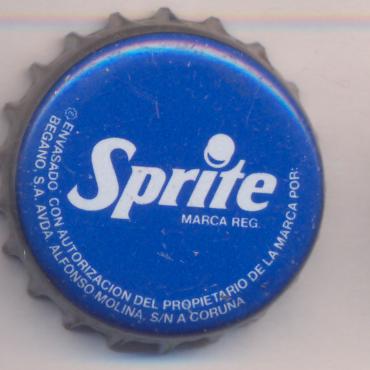 Sprite
MARCA REG.
© ENVASADO CON AUTORIZACION DEL PROPIETARIO DE LA MARCA POR:
BEGANO, S.A. AVDA. ALFONSO MOLINA, S/N A CORUÑA